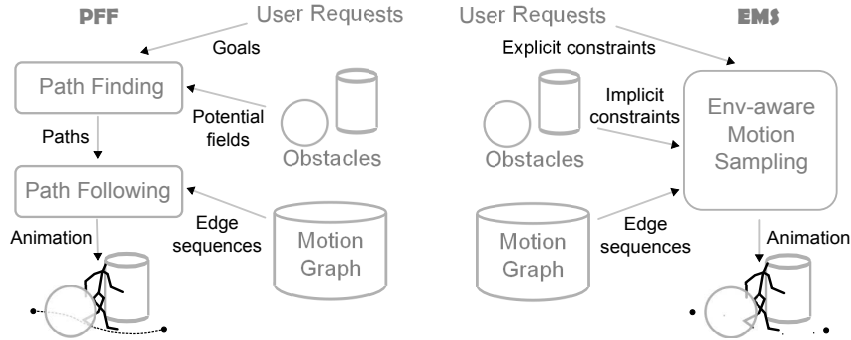 PFF
User Requests
Goals
Path Finding
Potential
fields
Obstacles
Paths
Path Following
Edge
sequences
Motion
Graph
Animation
User Requests
EMS
Explicit constraints
Implicit
constraints
Obstacles
Env-aware
Motion
Sampling
Motion
Graph
Edge
sequences
Animation